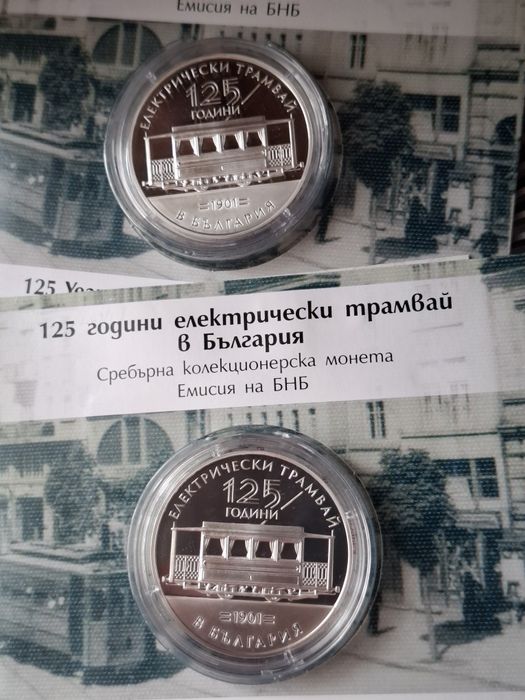 Емисия на БНБ
ЕЛЕКТРИЧЕСКИ ТРАМВАЙ
125
ГОДИНИ
=1901=
В БЪЛГАРИЯ
125
125 години електрически трамвай
в България
Сребърна колекционерска монета
Емисия на БНБ
ЕЛЕКТРИЧЕСКИ ТРАМВАЙ
125
ГОДИНИ
=1901=
В БЪЛГАРИЯ